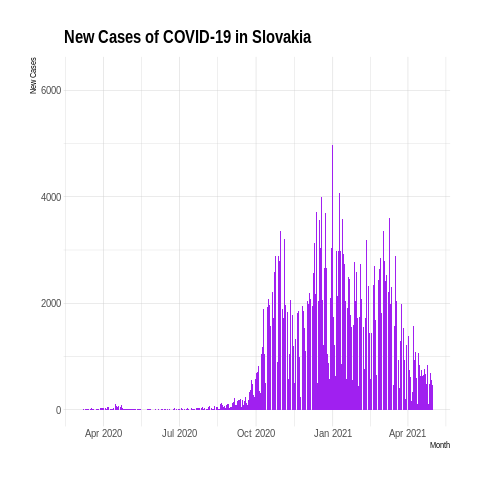 New Cases of COVID-19 in Slovakia
New Cases
6000
4000
2000
0
Apr 2020 Jul 2020 Oct 2020 Jan 2021 Apr 2021
Month